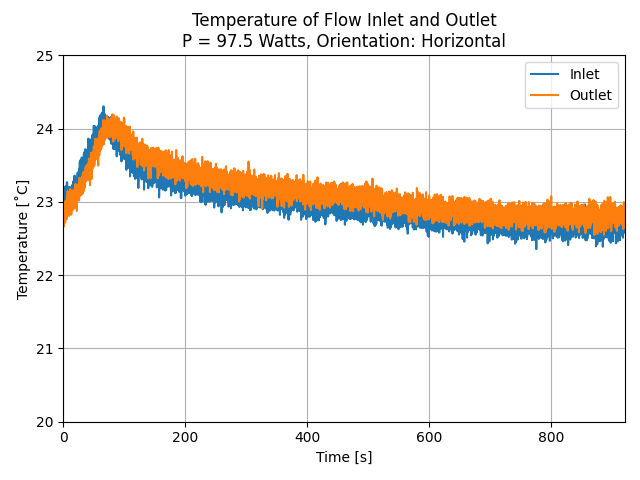 Temperature of Flow Inlet and Outlet
P = 97.5 Watts, Orientation: Horizontal
Inlet
Outlet
Temperature [˚C]
25
24
23
22
21
20
0 200 400 600 800
Time [s]